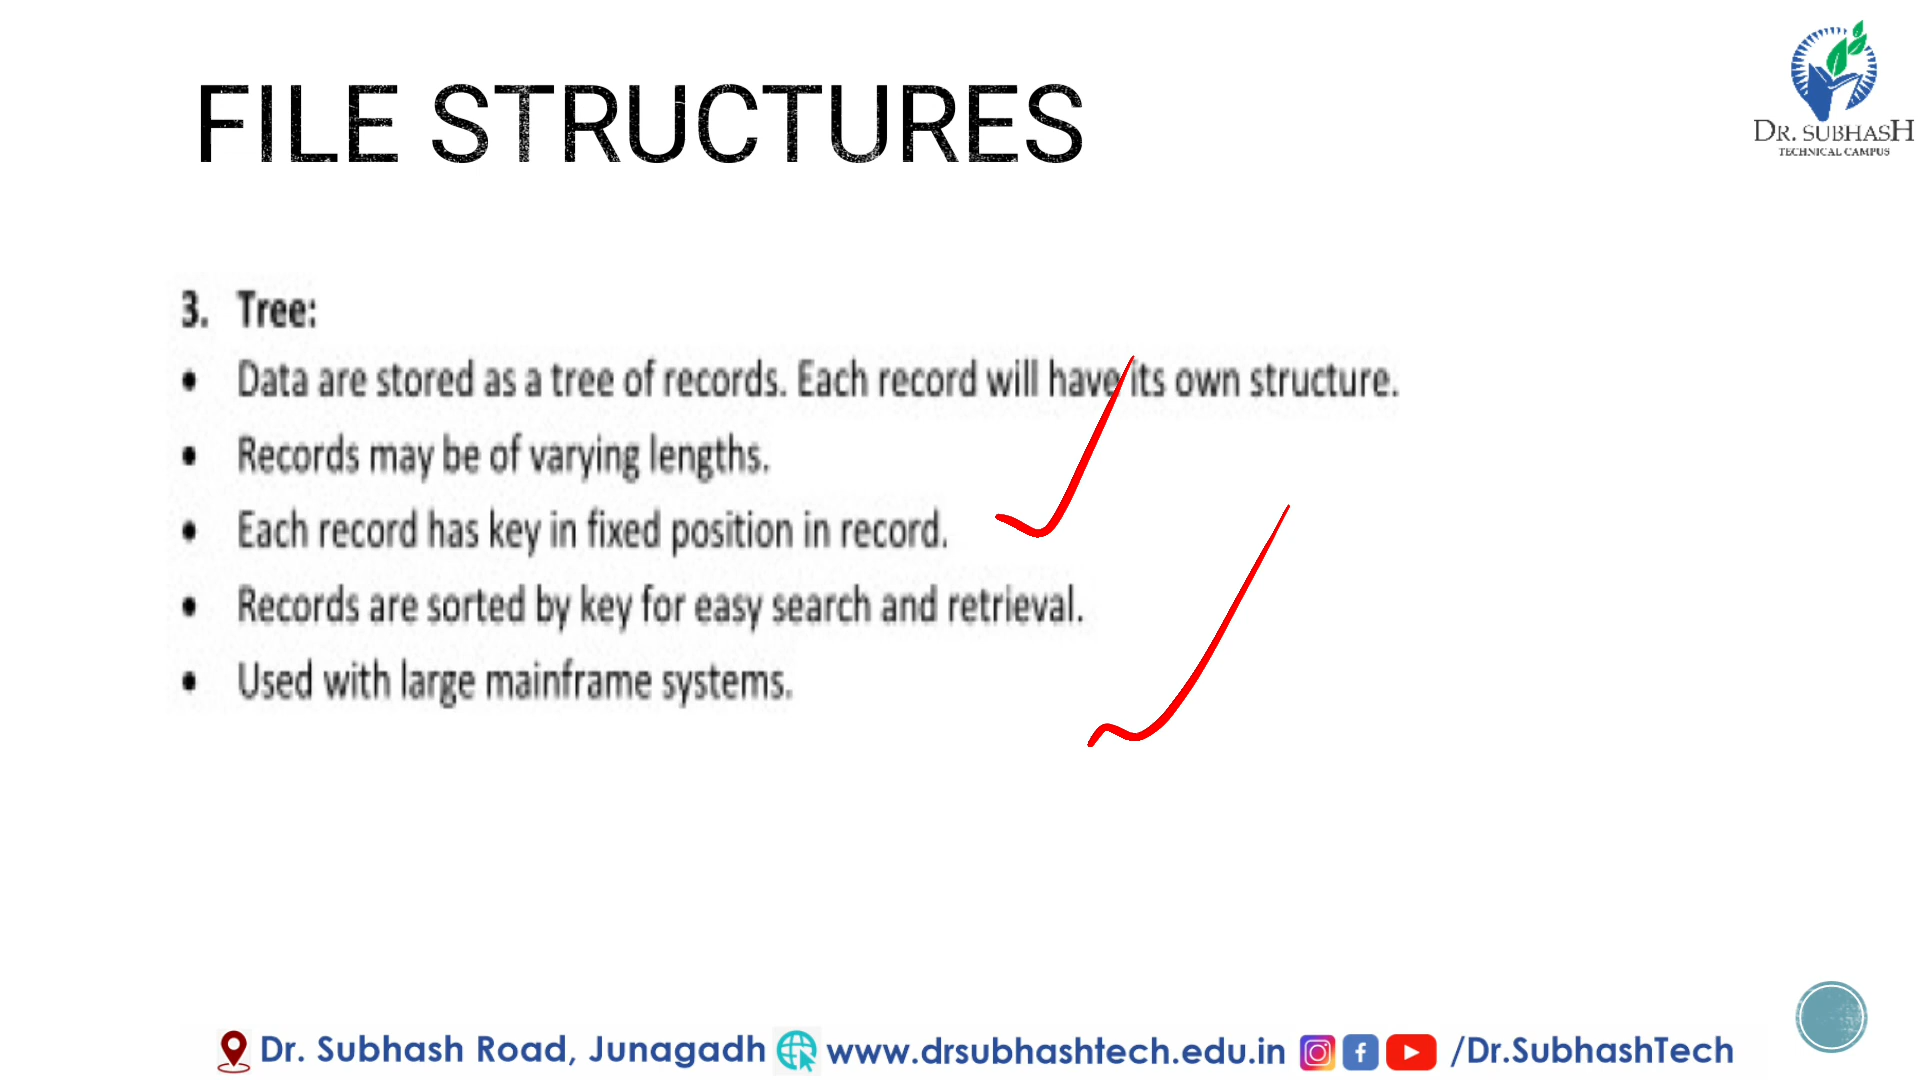 FILE STRUCTURES
DR. SUBHASH
TECHNICAL CAMPUS
3. Tree:
• Data are stored as a tree of records. Each record will have its own structure.
• Records may be of varying lengths.
• Each record has key in fixed position in record.
• Records are sorted by key for easy search and retrieval.
• Used with large mainframe systems.
Dr. Subhash Road, Junagadh www.drsubhashtech.edu.in /Dr.SubhashTech